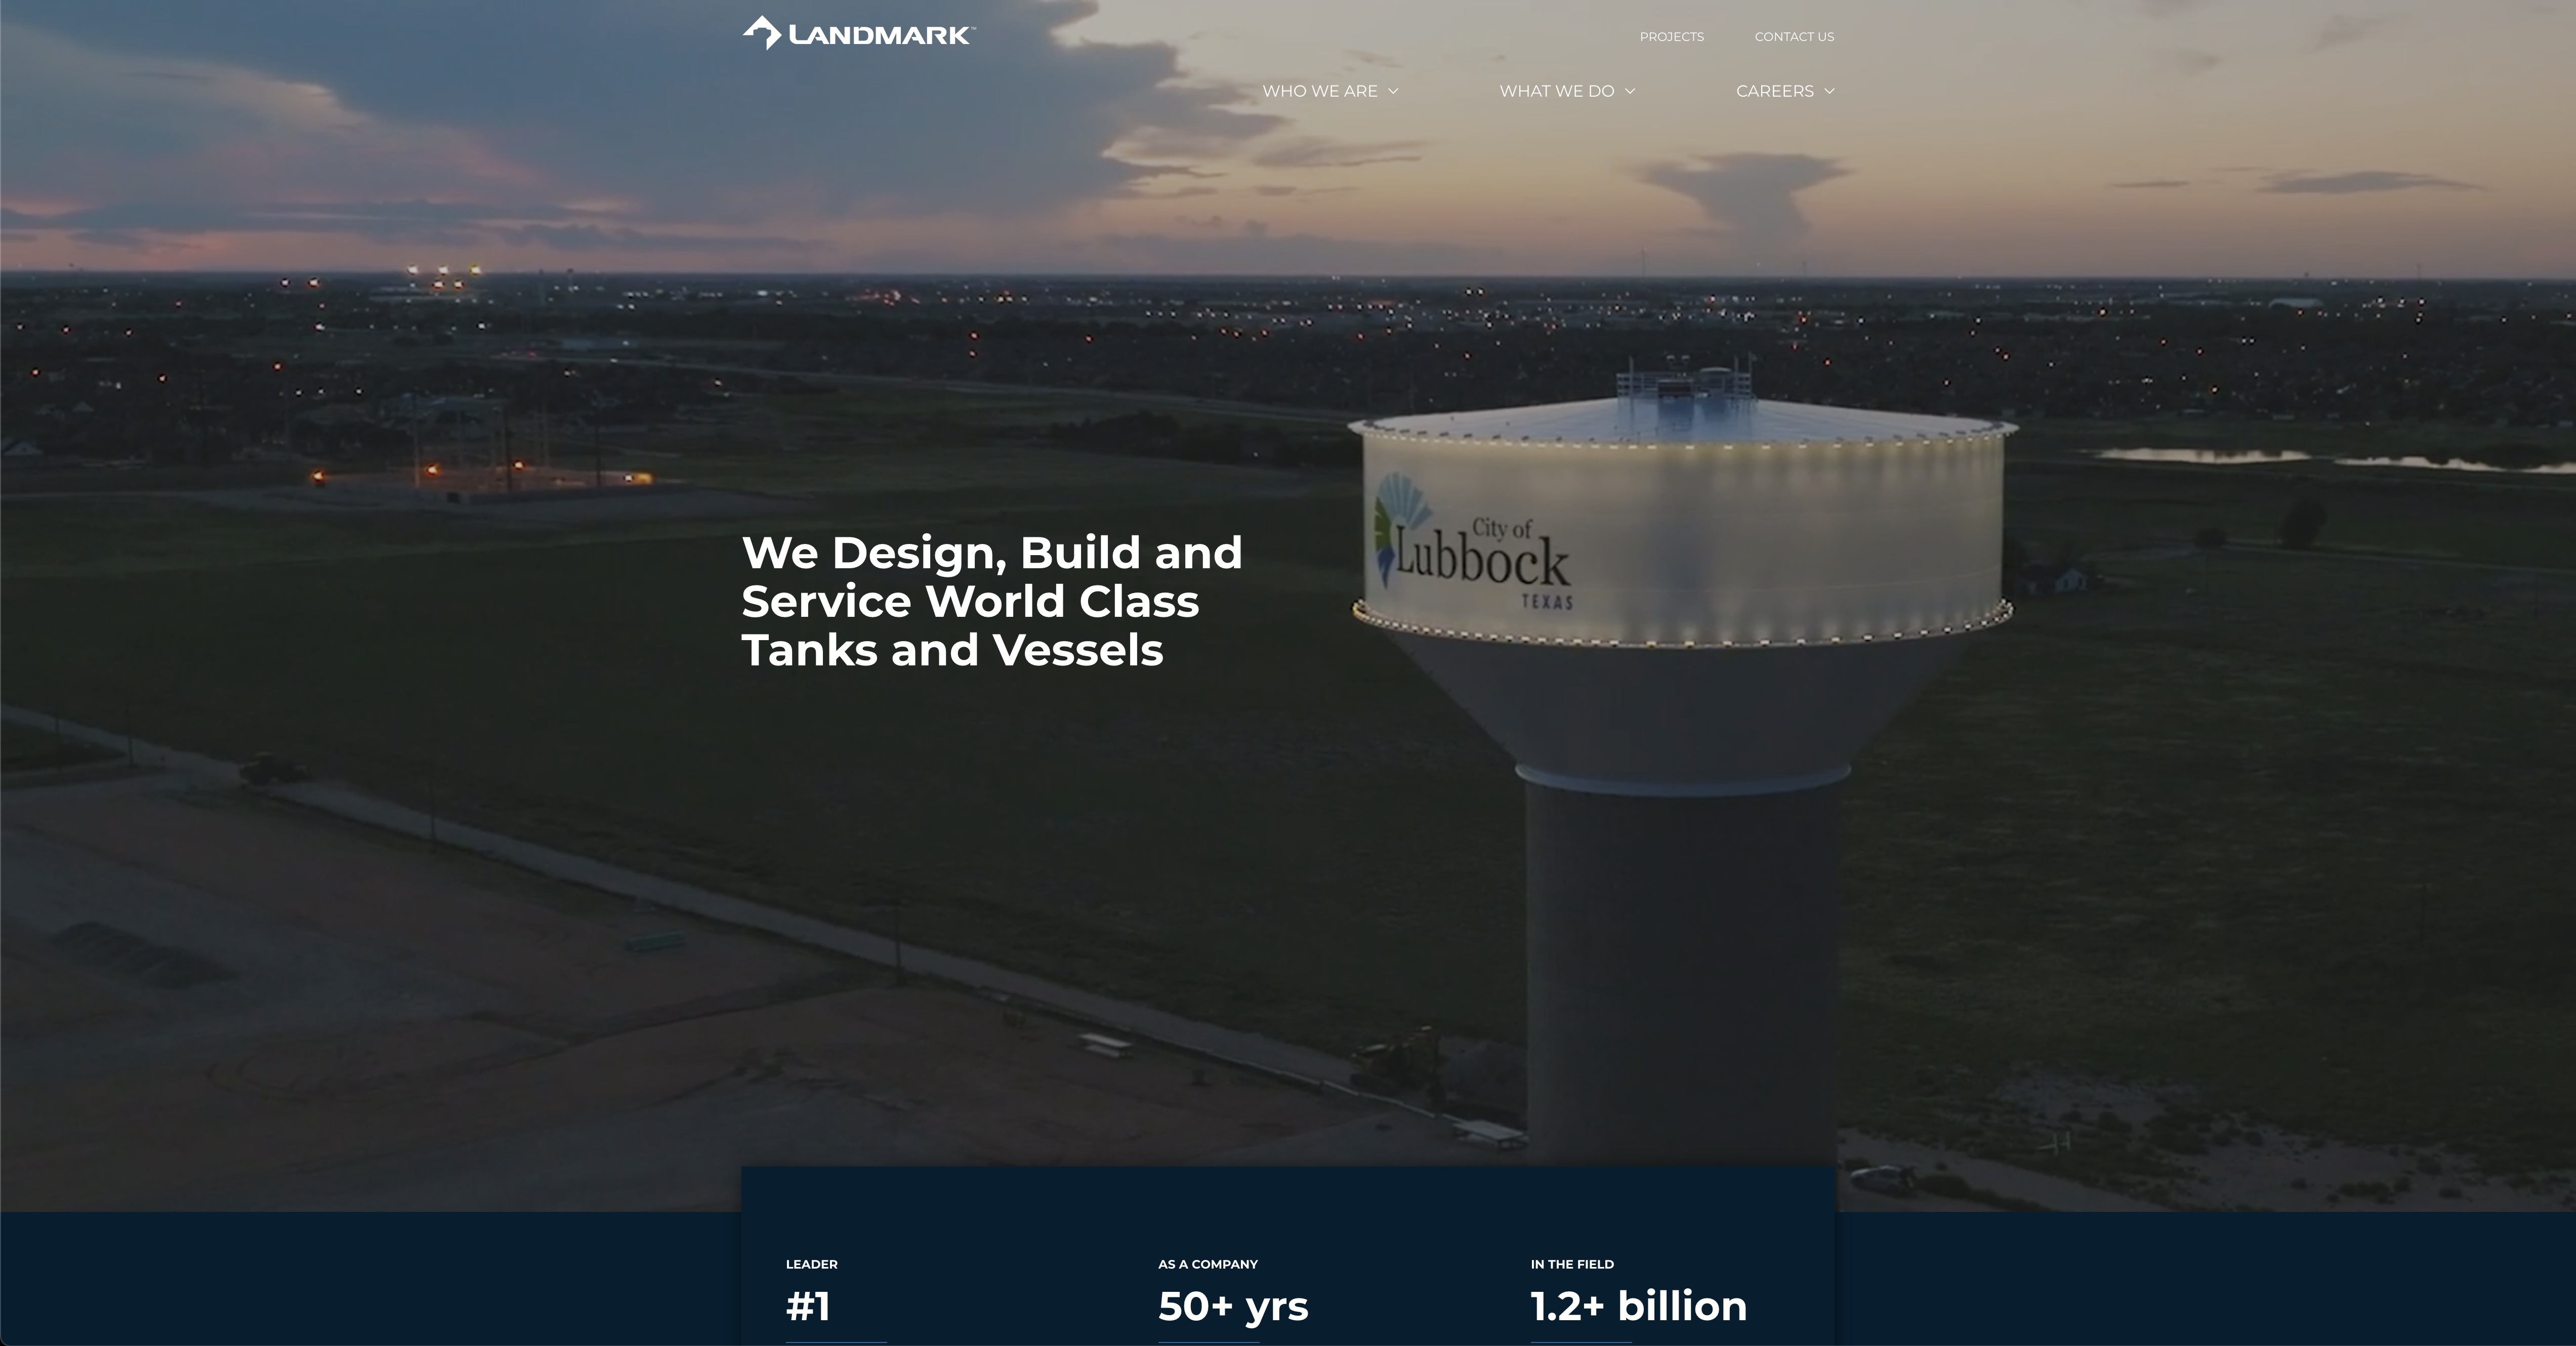 LANDMARK™
PROJECTS
CONTACT US
WHO WE ARE
WHAT WE DO
CAREERS
We Design, Build and
Service World Class
Tanks and Vessels
City of
Lubbock
TEXAS
LEADER
#1
AS A COMPANY
50+ yrs
IN THE FIELD
1.2+ billion